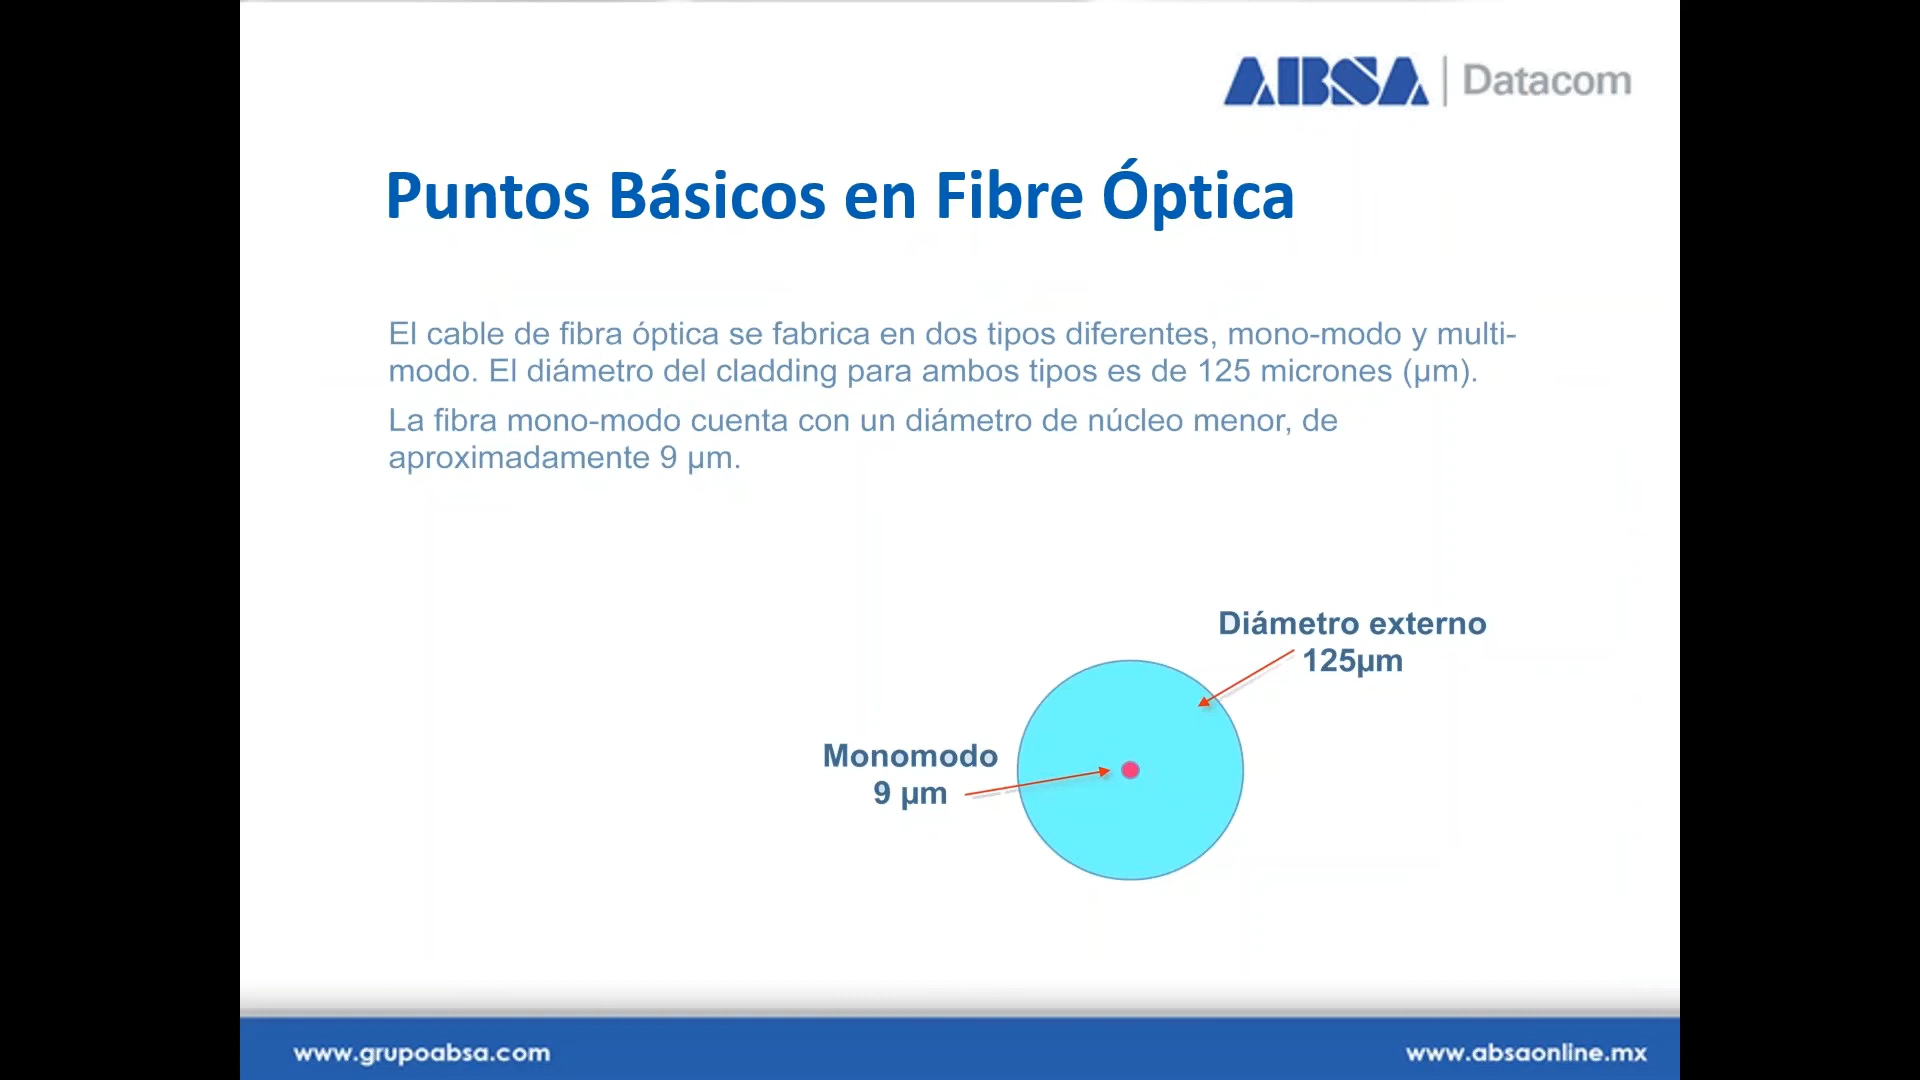 ABSA | Datacom
Puntos Básicos en Fibre Óptica
El cable de fibra óptica se fabrica en dos tipos diferentes, mono-modo y multi-
modo. El diámetro del cladding para ambos tipos es de 125 micrones (µm).
La fibra mono-modo cuenta con un diámetro de núcleo menor, de
aproximadamente 9 µm.
Diámetro externo
125µm
Monomodo
9 µm
www.grupoabsa.com
www.absaonline.mx